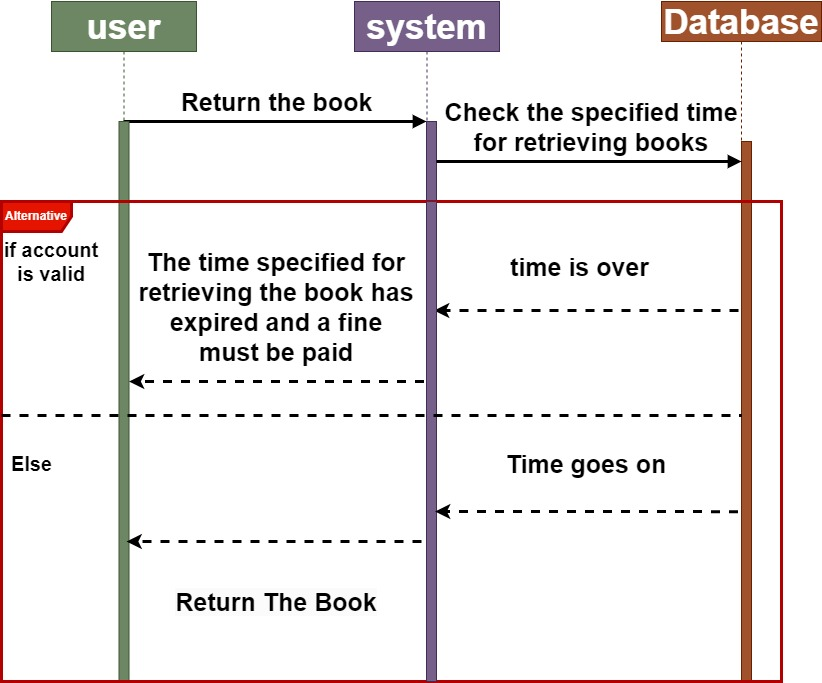 user
system
Database
Return the book
Check the specified time
for retrieving books
Alternative
if account
is valid
The time specified for
retrieving the book has
expired and a fine
must be paid
time is over
Else
Time goes on
Return The Book